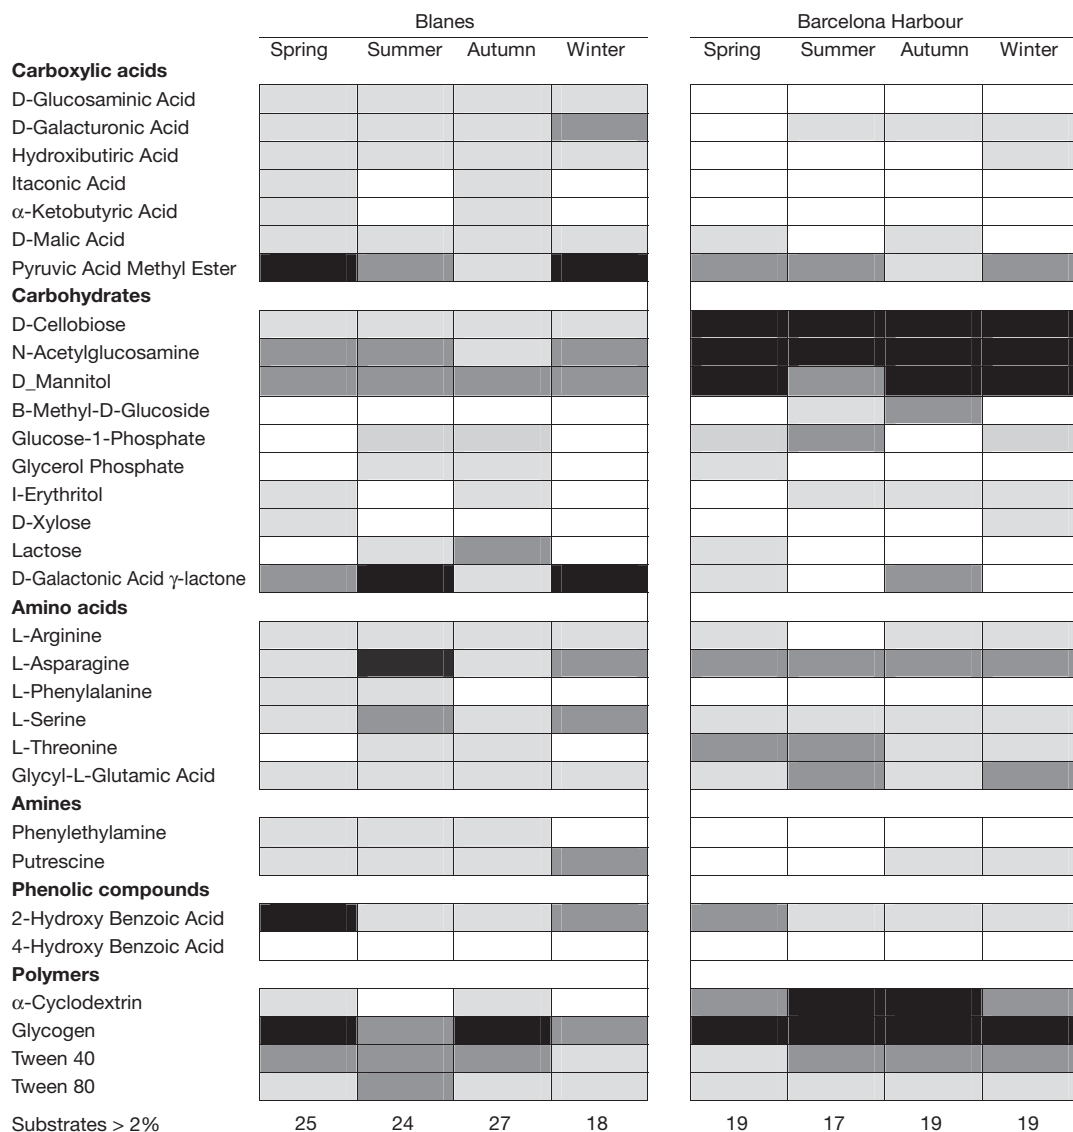 Blanes Barcelona Harbour
Spring Summer Autumn Winter Spring Summer Autumn Winter
Carboxylic acids
D-Glucosaminic Acid
D-Galacturonic Acid
Hydroxibutiric Acid
Itaconic Acid
α-Ketobutyric Acid
D-Malic Acid
Pyruvic Acid Methyl Ester
Carbohydrates
D-Cellobiose
N-Acetylglucosamine
D_Mannitol
B-Methyl-D-Glucoside
Glucose-1-Phosphate
Glycerol Phosphate
I-Erythritol
D-Xylose
Lactose
D-Galactonic Acid γ-lactone
Amino acids
L-Arginine
L-Asparagine
L-Phenylalanine
L-Serine
L-Threonine
Glycyl-L-Glutamic Acid
Amines
Phenylethylamine
Putrescine
Phenolic compounds
2-Hydroxy Benzoic Acid
4-Hydroxy Benzoic Acid
Polymers
α-Cyclodextrin
Glycogen
Tween 40
Tween 80
Substrates > 2% 25 24 27 18 19 17 19 19